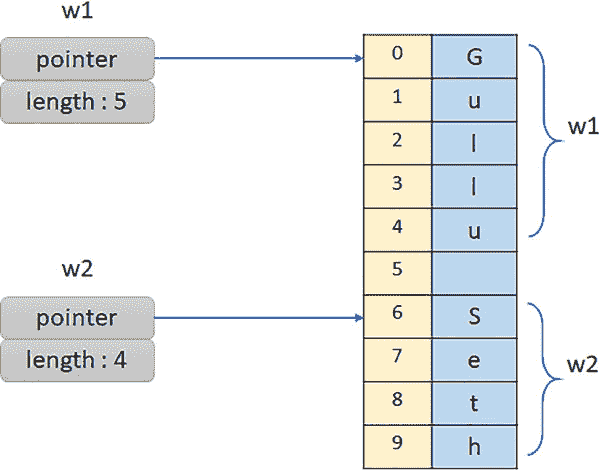 w1
pointer
length : 5
w2
pointer
length : 4
0 G
1 u
2 l
3 l
4 u
5
6 S
7 e
8 t
9 h
w1
w2